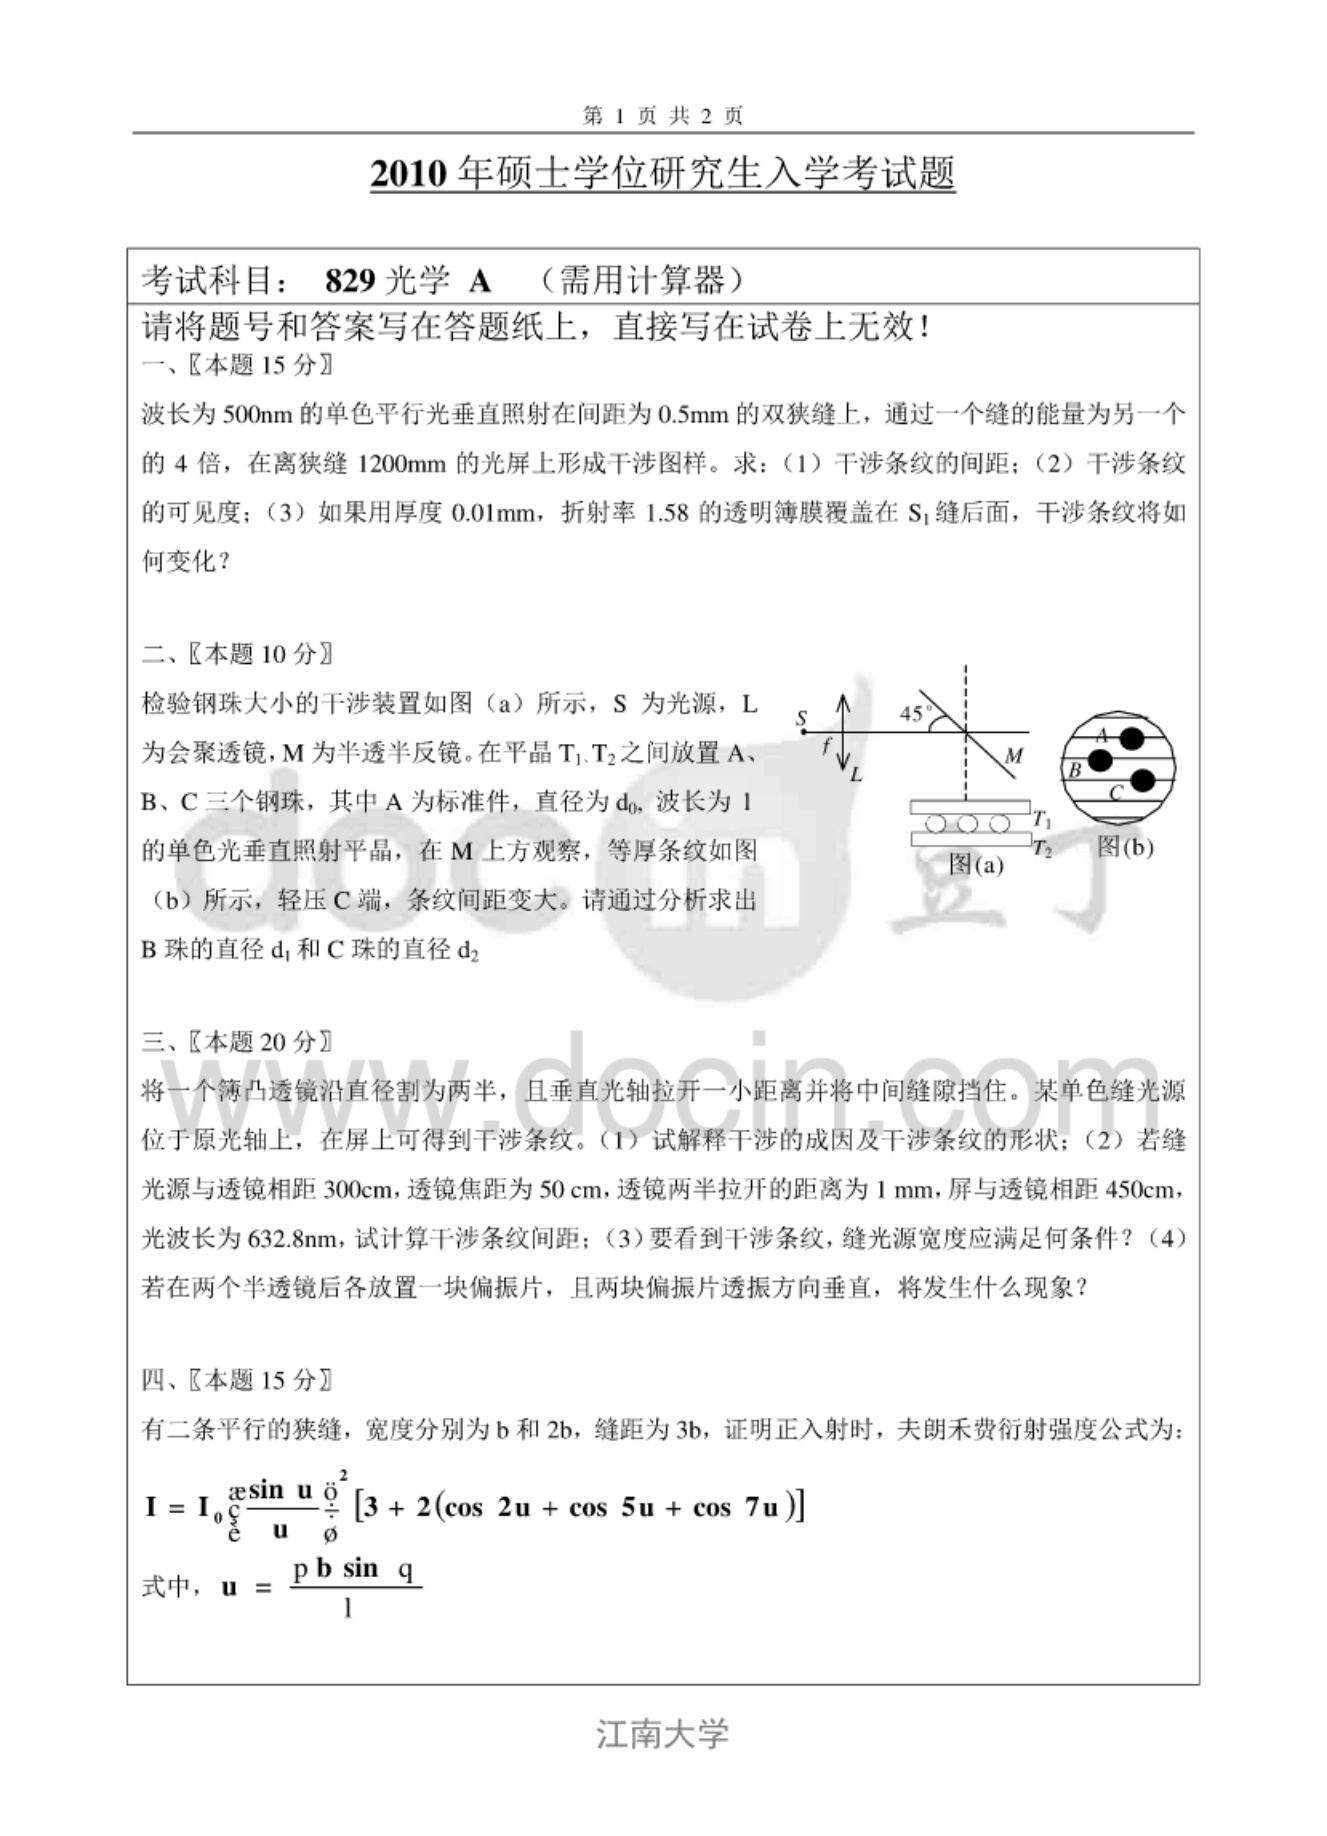 第 1 页 共 2 页
2010 年硕士学位研究生入学考试题
考试科目： 829 光学 A （需用计算器）
请将题号和答案写在答题纸上，直接写在试卷上无效！
一、〖本题 15 分〗
波长为 500nm 的单色平行光垂直照射在间距为 0.5mm 的双狭缝上，通过一个缝的能量为另一个
的 4 倍，在离狭缝 1200mm 的光屏上形成干涉图样。求：（1）干涉条纹的间距；（2）干涉条纹
的可见度；（3）如果用厚度 0.01mm，折射率 1.58 的透明簿膜覆盖在 S₁ 缝后面，干涉条纹将如
何变化？
二、〖本题 10 分〗
检验钢珠大小的干涉装置如图（a）所示，S 为光源，L
为会聚透镜，M 为半透半反镜。在平晶 T₁、T₂ 之间放置 A、
B、C 三个钢珠，其中 A 为标准件，直径为 d₀, 波长为 l
的单色光垂直照射平晶，在 M 上方观察，等厚条纹如图
（b）所示，轻压 C 端，条纹间距变大。请通过分析求出
B 珠的直径 d₁ 和 C 珠的直径 d₂
S
f
L
45°
M
T₁
T₂
图(a)
A
B
C
图(b)
docin 豆丁
www.docin.com
三、〖本题 20 分〗
将一个簿凸透镜沿直径割为两半，且垂直光轴拉开一小距离并将中间缝隙挡住。某单色缝光源
位于原光轴上，在屏上可得到干涉条纹。（1）试解释干涉的成因及干涉条纹的形状；（2）若缝
光源与透镜相距 300cm，透镜焦距为 50 cm，透镜两半拉开的距离为 1 mm，屏与透镜相距 450cm，
光波长为 632.8nm，试计算干涉条纹间距；（3）要看到干涉条纹，缝光源宽度应满足何条件？（4）
若在两个半透镜后各放置一块偏振片，且两块偏振片透振方向垂直，将发生什么现象？
四、〖本题 15 分〗
有二条平行的狭缝，宽度分别为 b 和 2b，缝距为 3b，证明正入射时，夫朗禾费衍射强度公式为：
I = I₀ æçè sin u / u ö÷ø ² [3 + 2(cos 2u + cos 5u + cos 7u)]
式中，u = p b sin q / l
江南大学